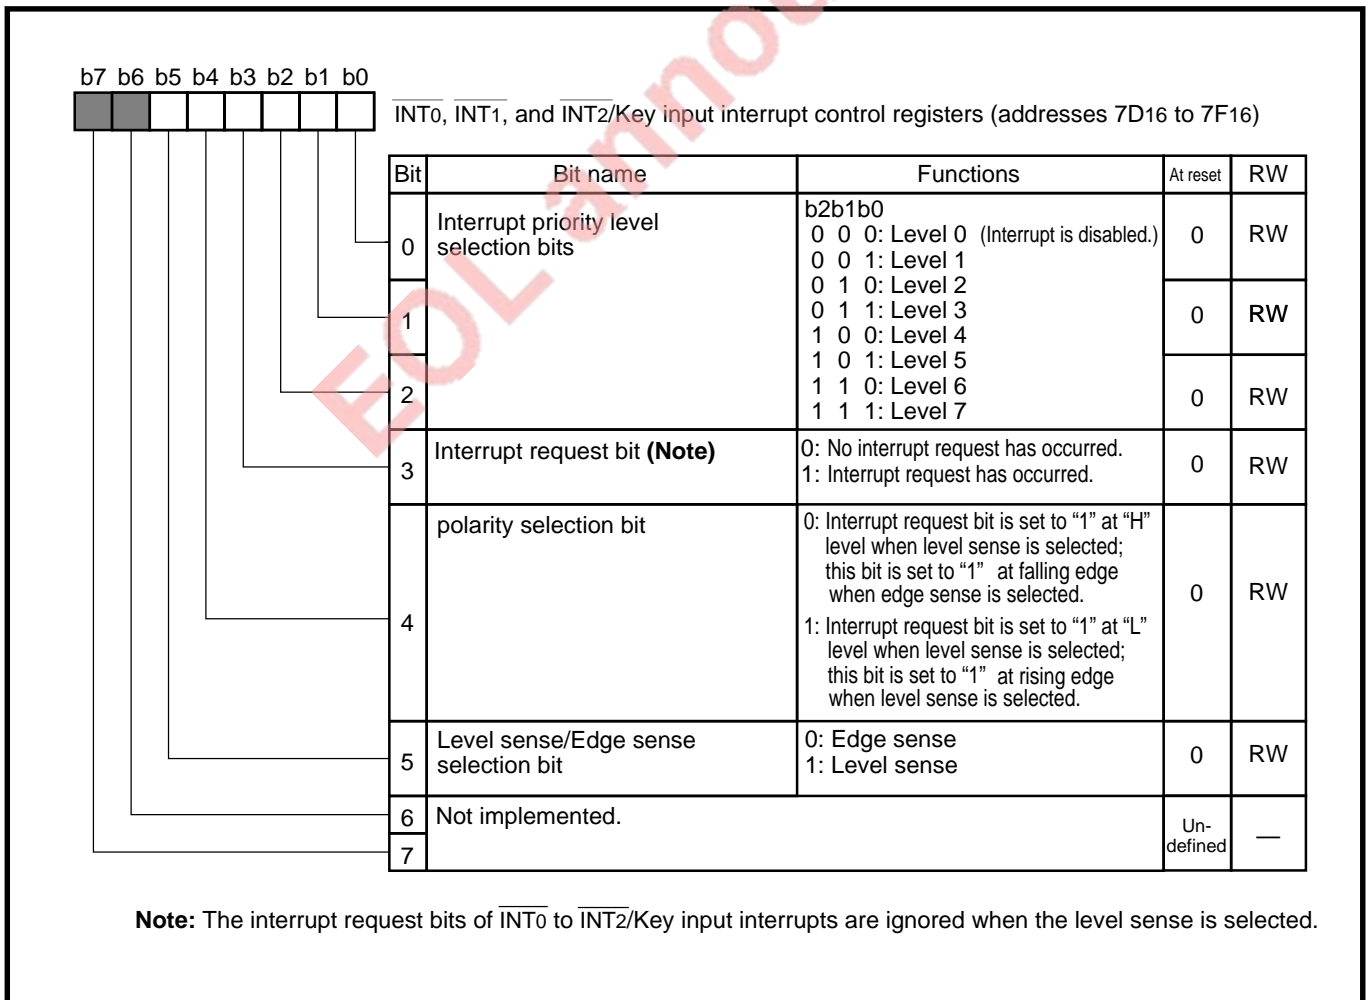 EOL annou
b7 b6 b5 b4 b3 b2 b1 b0
INT0, INT1, and INT2/Key input interrupt control registers (addresses 7D16 to 7F16)
Bit Bit name Functions At reset RW
0 Interrupt priority level
selection bits
b2b1b0
0 0 0: Level 0 (Interrupt is disabled.)
0 0 1: Level 1
0 1 0: Level 2
0 1 1: Level 3
1 0 0: Level 4
1 0 1: Level 5
1 1 0: Level 6
1 1 1: Level 7
0 RW
1 0 RW
2 0 RW
3 Interrupt request bit (Note)
0: No interrupt request has occurred.
1: Interrupt request has occurred.
0 RW
4 polarity selection bit
0: Interrupt request bit is set to “1” at “H”
level when level sense is selected;
this bit is set to “1” at falling edge
when edge sense is selected.
1: Interrupt request bit is set to “1” at “L”
level when level sense is selected;
this bit is set to “1” at rising edge
when level sense is selected.
0 RW
5 Level sense/Edge sense
selection bit
0: Edge sense
1: Level sense
0 RW
6 Not implemented.
7
Un-
defined
—
Note: The interrupt request bits of INT0 to INT2/Key input interrupts are ignored when the level sense is selected.